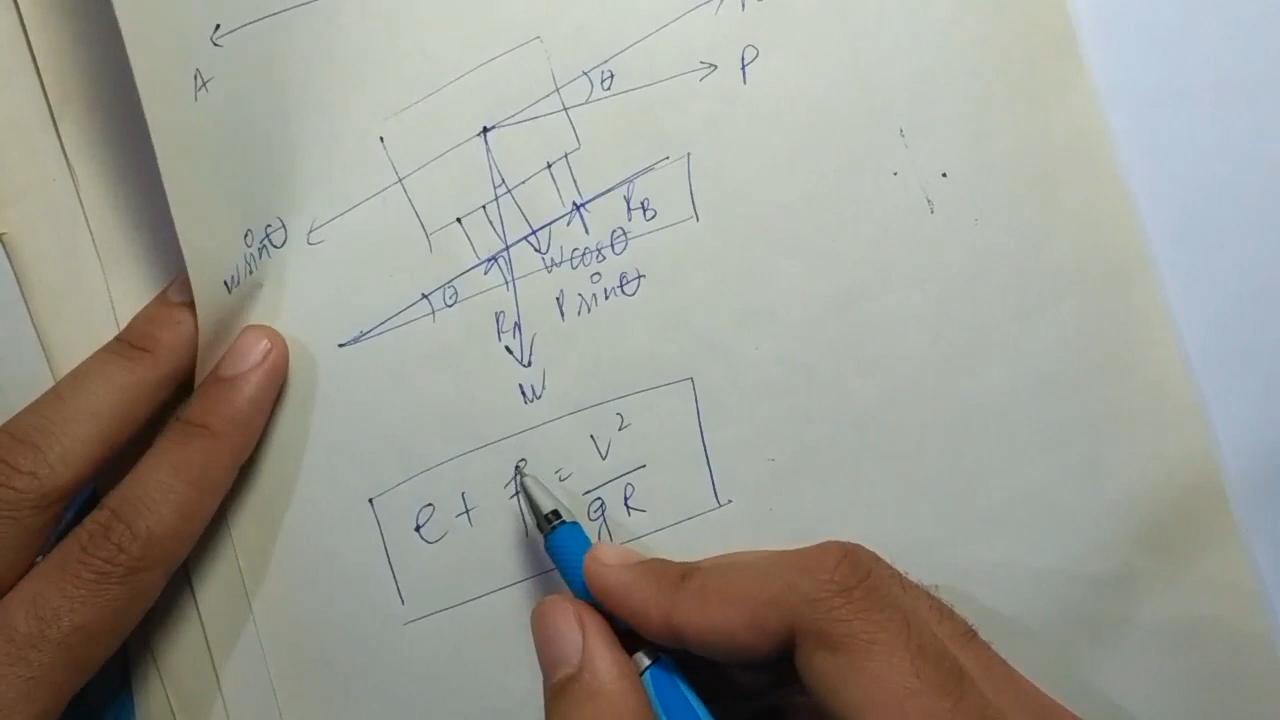 A
θ
P
R_B
w sinθ
w cosθ
θ
P sinθ
R_A
W
e + f = v²/gR